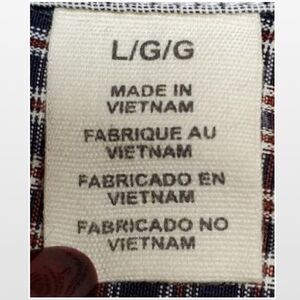 L/G/G
MADE IN
VIETNAM
FABRIQUE AU
VIETNAM
FABRICADO EN
VIETNAM
FABRICADO NO
VIETNAM